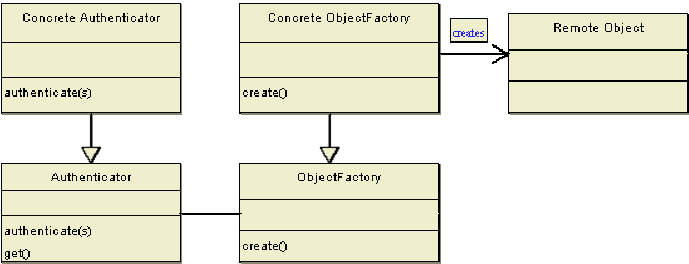 Concrete Authenticator
authenticate(s)
Concrete ObjectFactory
create()
creates
Remote Object
Authenticator
authenticate(s)
get()
ObjectFactory
create()